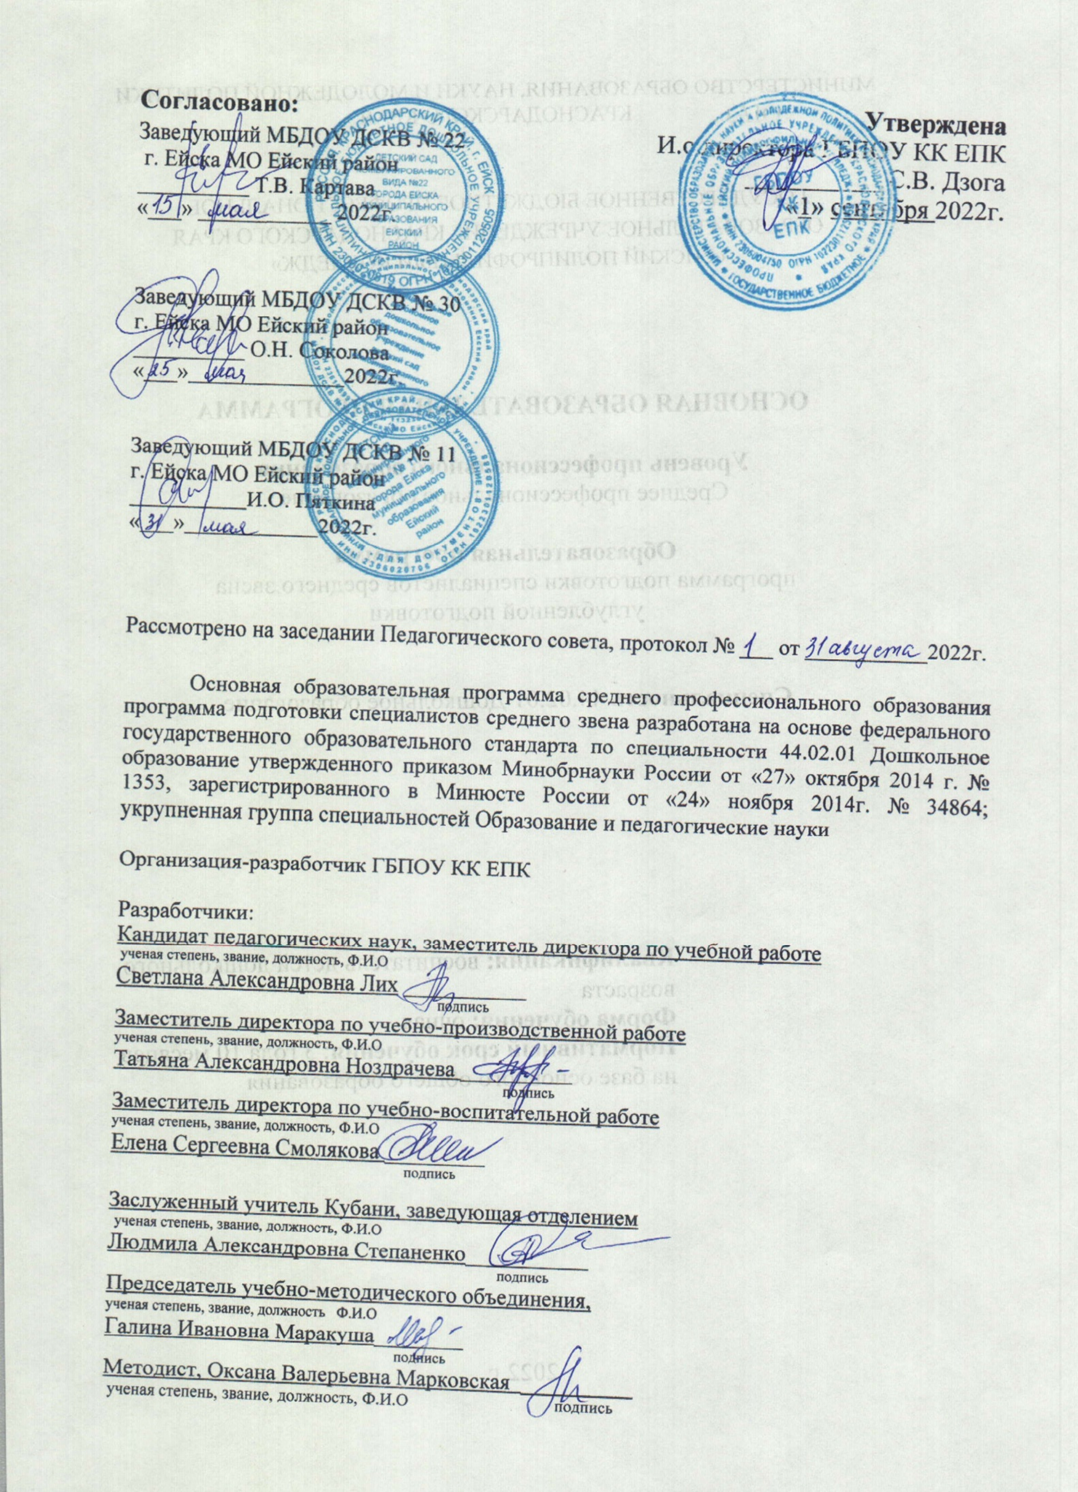 Согласовано:
Заведующий МБДОУ ДСКВ № 22
г. Ейска МО Ейский район
Т.В. Картава
«15» мая 2022г.
Утверждена
И.о. директора ГБПОУ КК ЕПК
С.В. Дзога
«1» сентября 2022г.
Заведующий МБДОУ ДСКВ № 30
г. Ейска МО Ейский район
О.Н. Соколова
«25» мая 2022г
Заведующий МБДОУ ДСКВ № 11
г. Ейска МО Ейский район
И.О. Пяткина
«31» мая 2022г.
Рассмотрено на заседании Педагогического совета, протокол № 1 от 31 августа 2022г.
Основная образовательная программа среднего профессионального образования
программа подготовки специалистов среднего звена разработана на основе федерального
государственного образовательного стандарта по специальности 44.02.01 Дошкольное
образование утвержденного приказом Минобрнауки России от «27» октября 2014 г. №
1353, зарегистрированного в Минюсте России от «24» ноября 2014г. № 34864;
укрупненная группа специальностей Образование и педагогические науки
Организация-разработчик ГБПОУ КК ЕПК
Разработчики:
Кандидат педагогических наук, заместитель директора по учебной работе
ученая степень, звание, должность, Ф.И.О
Светлана Александровна Лих
подпись
Заместитель директора по учебно-производственной работе
ученая степень, звание, должность, Ф.И.О
Татьяна Александровна Ноздрачева
подпись
Заместитель директора по учебно-воспитательной работе
ученая степень, звание, должность, Ф.И.О
Елена Сергеевна Смолякова
подпись
Заслуженный учитель Кубани, заведующая отделением
ученая степень, звание, должность, Ф.И.О
Людмила Александровна Степаненко
подпись
Председатель учебно-методического объединения,
ученая степень, звание, должность Ф.И.О
Галина Ивановна Маракуша
подпись
Методист, Оксана Валерьевна Марковская
ученая степень, звание, должность, Ф.И.О
подпись